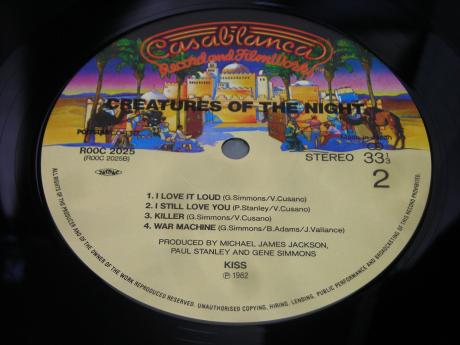 Casablanca
Record and FilmWorks
CREATURES OF THE NIGHT
R00C 2025
(R00C 2025B)
STEREO 33⅓
2
1. I LOVE IT LOUD (G.Simmons/V.Cusano)
2. I STILL LOVE YOU (P.Stanley/V.Cusano)
3. KILLER (G.Simmons/V.Cusano)
4. WAR MACHINE (G.Simmons/B.Adams/J.Vallance)
PRODUCED BY MICHAEL JAMES JACKSON,
PAUL STANLEY AND GENE SIMMONS
KISS
℗ 1982
ALL RIGHTS OF THE PRODUCER AND OF THE OWNER OF THE WORK REPRODUCED RESERVED. UNAUTHORISED COPYING, HIRING, LENDING, PUBLIC PERFORMANCE AND BROADCASTING OF THIS RECORD PROHIBITED.